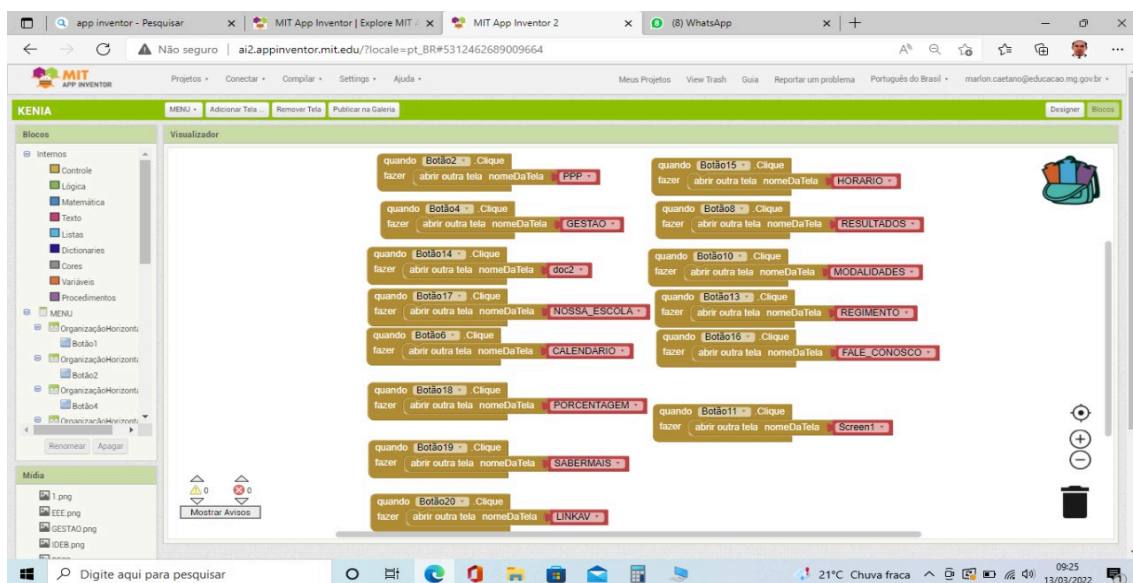 app inventor - Pesquisar
MIT App Inventor | Explore MIT
MIT App Inventor 2
(8) WhatsApp
Não seguro | ai2.appinventor.mit.edu/?locale=pt_BR#5312462689009664
MIT
APP INVENTOR
Projetos
Conectar
Compilar
Settings
Ajuda
Meus Projetos
View Trash
Guia
Reportar um problema
Português do Brasil
marlon.caetano@educacao.mg.gov.br
KENIA
MENU
Adicionar Tela ...
Remover Tela
Publicar na Galeria
Designer
Blocos
Blocos
Visualizador
Internos
Controle
Lógica
Matemática
Texto
Listas
Dictionaries
Cores
Variáveis
Procedimentos
MENU
OrganizaçãoHorizont
Botão1
OrganizaçãoHorizont
Botão2
OrganizaçãoHorizont
Botão4
OrganizaçãoHorizont
Renomear
Apagar
Mídia
1.png
EEE.png
GESTAO.png
IDEB.png
quando Botão2 .Clique
fazer abrir outra tela nomeDaTela PPP
quando Botão4 .Clique
fazer abrir outra tela nomeDaTela GESTAO
quando Botão14 .Clique
fazer abrir outra tela nomeDaTela doc2
quando Botão17 .Clique
fazer abrir outra tela nomeDaTela NOSSA_ESCOLA
quando Botão6 .Clique
fazer abrir outra tela nomeDaTela CALENDARIO
quando Botão18 .Clique
fazer abrir outra tela nomeDaTela PORCENTAGEM
quando Botão19 .Clique
fazer abrir outra tela nomeDaTela SABERMAIS
quando Botão20 .Clique
fazer abrir outra tela nomeDaTela LINKAV
quando Botão15 .Clique
fazer abrir outra tela nomeDaTela HORARIO
quando Botão8 .Clique
fazer abrir outra tela nomeDaTela RESULTADOS
quando Botão10 .Clique
fazer abrir outra tela nomeDaTela MODALIDADES
quando Botão13 .Clique
fazer abrir outra tela nomeDaTela REGIMENTO
quando Botão16 .Clique
fazer abrir outra tela nomeDaTela FALE_CONOSCO
quando Botão11 .Clique
fazer abrir outra tela nomeDaTela Screen1
0
0
Mostrar Avisos
Digite aqui para pesquisar
21°C Chuva fraca
09:25
13/03/2022